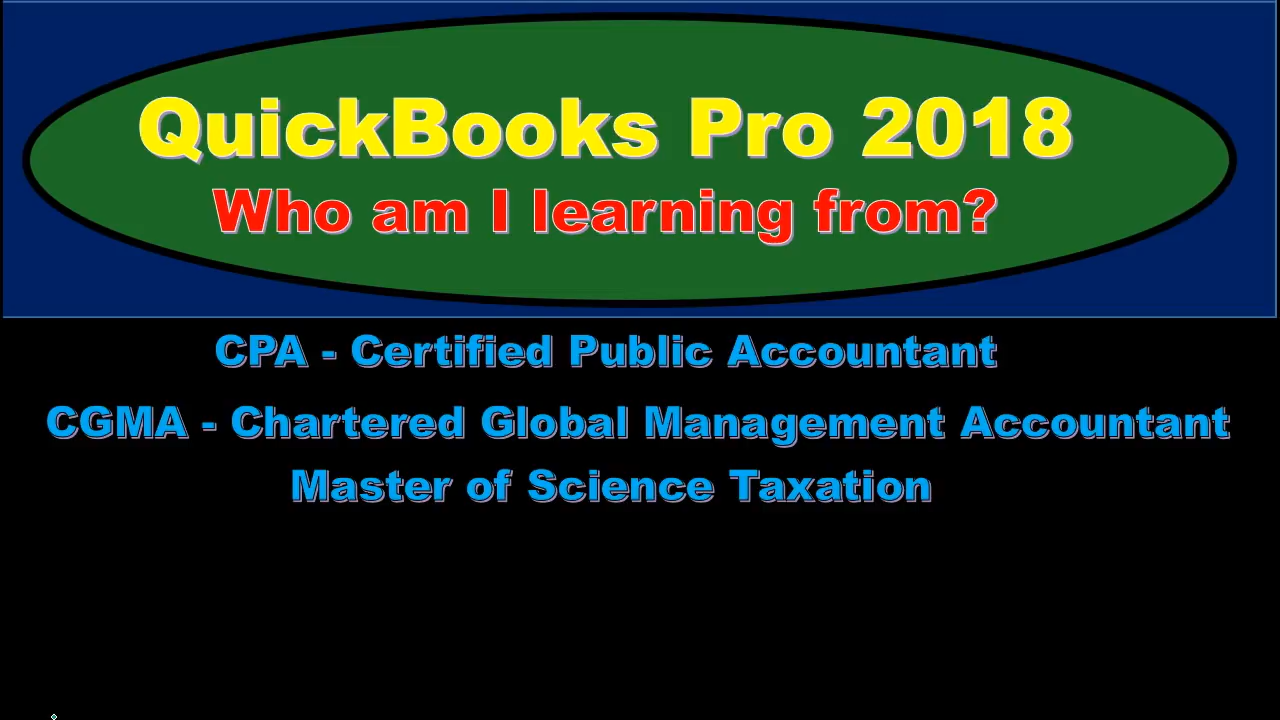 QuickBooks Pro 2018
Who am I learning from?
CPA - Certified Public Accountant
CGMA - Chartered Global Management Accountant
Master of Science Taxation